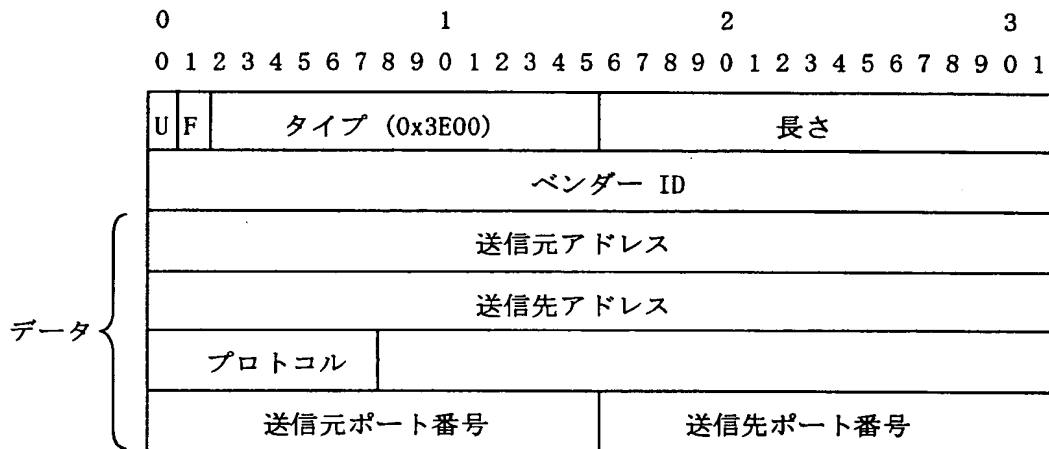 0 1 2 3
0 1 2 3 4 5 6 7 8 9 0 1 2 3 4 5 6 7 8 9 0 1 2 3 4 5 6 7 8 9 0 1
U F タイプ (0x3E00) 長さ
ベンダー ID
送信元アドレス
送信先アドレス
データ
プロトコル
送信元ポート番号 送信先ポート番号